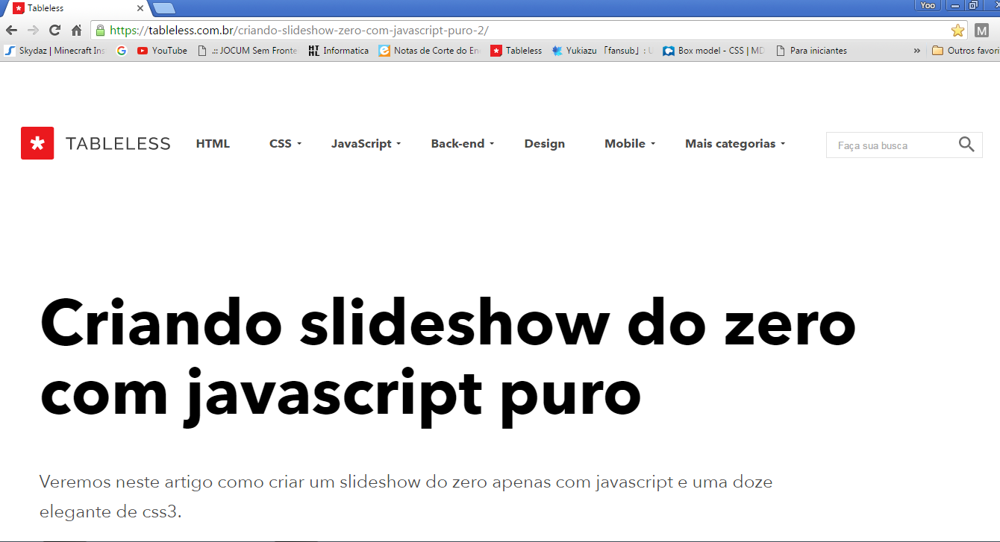 Tableless
Yoo
https://tableless.com.br/criando-slideshow-zero-com-javascript-puro-2/
M
Skydaz | Minecraft Ins YouTube .:: JOCUM Sem Fronte Informatica Notas de Corte do En Tableless Yukiazu 「fansub」: U Box model - CSS | MD Para iniciantes » Outros favori
TABLELESS HTML CSS JavaScript Back-end Design Mobile Mais categorias Faça sua busca
Criando slideshow do zero
com javascript puro
Veremos neste artigo como criar um slideshow do zero apenas com javascript e uma doze
elegante de css3.